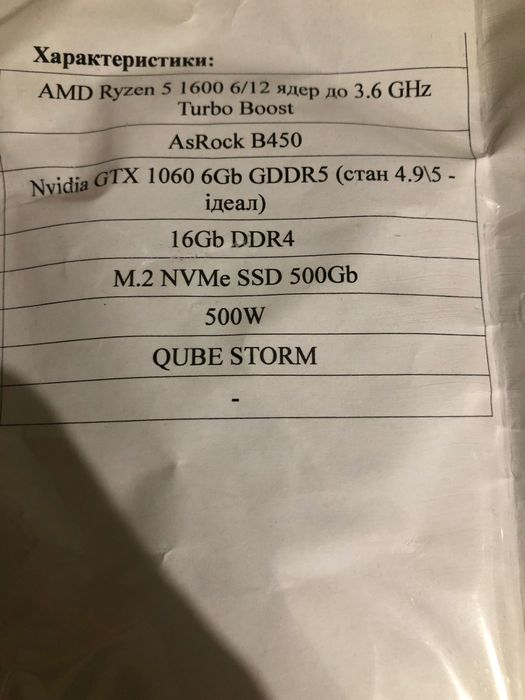 Характеристики:
AMD Ryzen 5 1600 6/12 ядер до 3.6 GHz
Turbo Boost
AsRock B450
Nvidia GTX 1060 6Gb GDDR5 (стан 4.9\5 -
ідеал)
16Gb DDR4
M.2 NVMe SSD 500Gb
500W
QUBE STORM
-